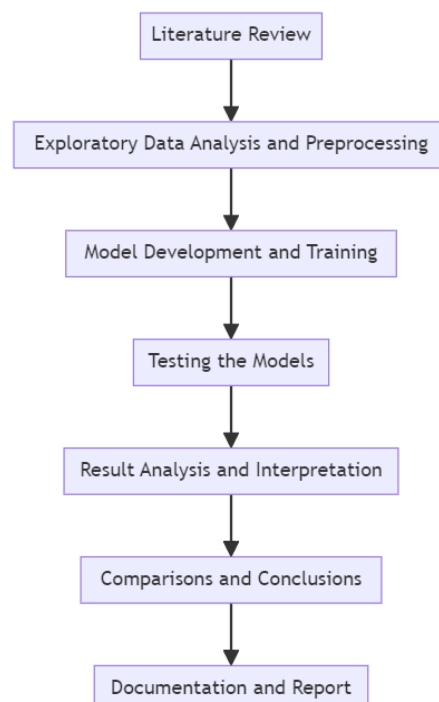 Literature Review
Exploratory Data Analysis and Preprocessing
Model Development and Training
Testing the Models
Result Analysis and Interpretation
Comparisons and Conclusions
Documentation and Report